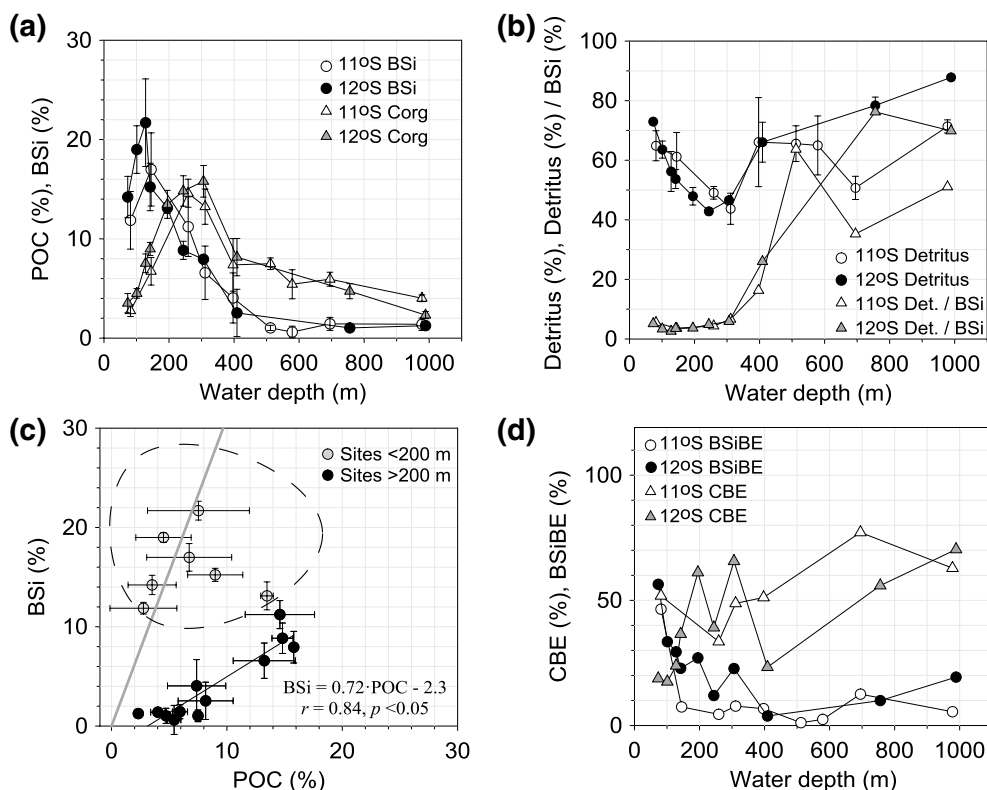 (a)
30
20
10
0
POC (%), BSi (%)
11ºS BSi
12ºS BSi
11ºS Corg
12ºS Corg
0 200 400 600 800 1000
Water depth (m)
(b)
100
80
60
40
20
0
Detritus (%), Detritus (%) / BSi (%)
11ºS Detritus
12ºS Detritus
11ºS Det. / BSi
12ºS Det. / BSi
0 200 400 600 800 1000
Water depth (m)
(c)
30
20
10
0
BSi (%)
Sites <200 m
Sites >200 m
BSi = 0.72·POC - 2.3
r = 0.84, p <0.05
0 10 20 30
POC (%)
(d)
100
50
0
CBE (%), BSiBE (%)
11ºS BSiBE
12ºS BSiBE
11ºS CBE
12ºS CBE
0 200 400 600 800 1000
Water depth (m)